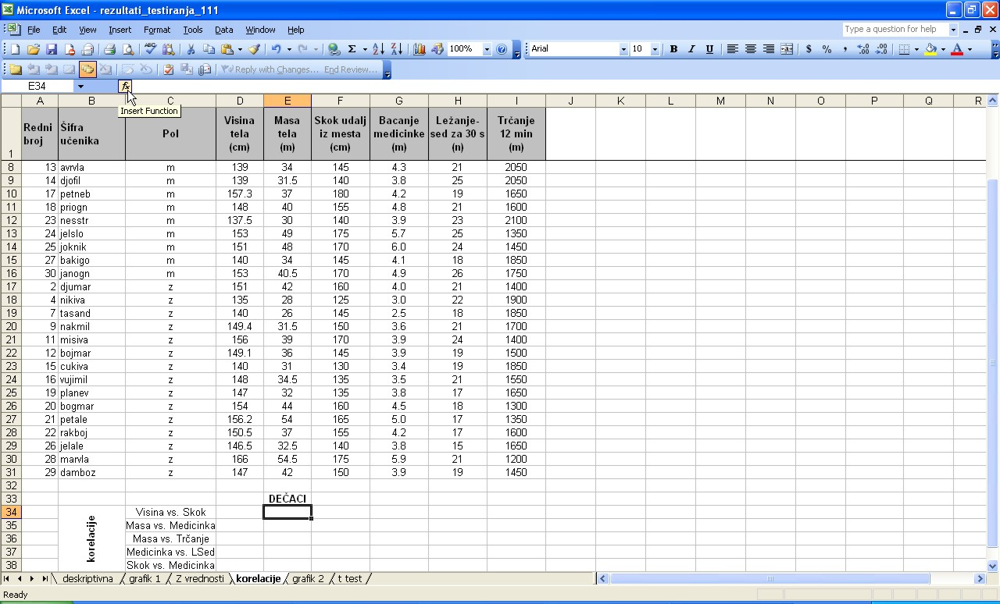 Microsoft Excel - rezultati_testiranja_111
File Edit View Insert Format Tools Data Window Help Type a question for help
100% Arial 10 B I U $ % ,
Reply with Changes... End Review...
E34 fx
Insert Function
A B C D E F G H I J K L M N O P Q R
1 Redni broj Šifra učenika Pol Visina tela (cm) Masa tela (m) Skok udalj iz mesta (cm) Bacanje medicinke (m) Ležanje-sed za 30 s (n) Trčanje 12 min (m)
8 13 avrvla m 139 34 145 4.3 21 2050
9 14 djofil m 139 31.5 140 3.8 25 2050
10 17 petneb m 157.3 37 180 4.2 19 1650
11 18 priogn m 148 40 155 4.8 21 1600
12 23 nesstr m 137.5 30 140 3.9 23 2100
13 24 jelslo m 153 49 175 5.7 25 1350
14 25 joknik m 151 48 170 6.0 24 1450
15 27 bakigo m 140 34 145 4.1 18 1850
16 30 janogn m 153 40.5 170 4.9 26 1750
17 2 djumar z 151 42 160 4.0 21 1400
18 4 nikiva z 135 28 125 3.0 22 1900
19 7 tasand z 140 26 145 2.5 18 1850
20 9 nakmil z 149.4 31.5 150 3.6 21 1700
21 11 misiva z 156 39 170 3.9 24 1400
22 12 bojmar z 149.1 36 145 3.9 19 1500
23 15 cukiva z 140 31 130 3.4 19 1850
24 16 vujimil z 148 34.5 135 3.5 21 1550
25 19 planev z 147 32 135 3.8 17 1650
26 20 bogmar z 154 44 160 4.5 18 1300
27 21 petale z 156.2 54 165 5.0 17 1350
28 22 rakboj z 150.5 37 155 4.2 17 1600
29 26 jelale z 146.5 32.5 140 3.8 15 1650
30 28 marvla z 166 54.5 175 5.9 21 1200
31 29 damboz z 147 42 150 3.9 19 1450
32
33 DEČACI
34 Visina vs. Skok
35 Masa vs. Medicinka
36 korelacije Masa vs. Trčanje
37 Medicinka vs. LSed
38 Skok vs. Medicinka
deskriptivna grafik 1 Z vrednosti korelacije grafik 2 t test
Ready